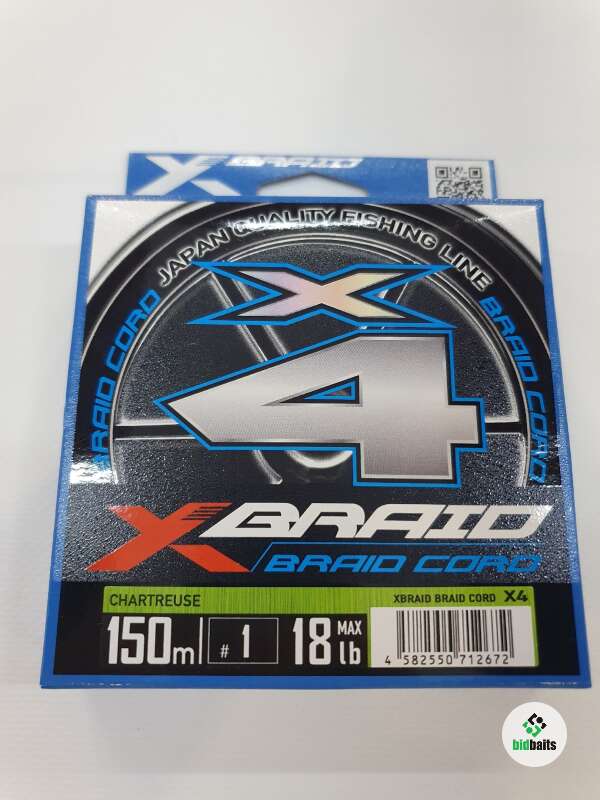 X BRAID
JAPAN QUALITY FISHING LINE
BRAID CORD
BRAID CORD
X
4
XBRAID
BRAID CORD
CHARTREUSE
XBRAID BRAID CORD X4
150m
# 1
18 MAX lb
4 582550 712672
bidbaits